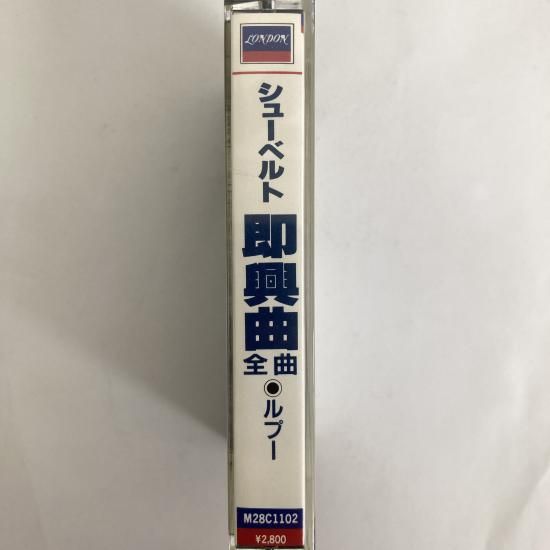 LONDON
シューベルト
即興曲
全曲
◉ルプー
M28C1102
¥2,800